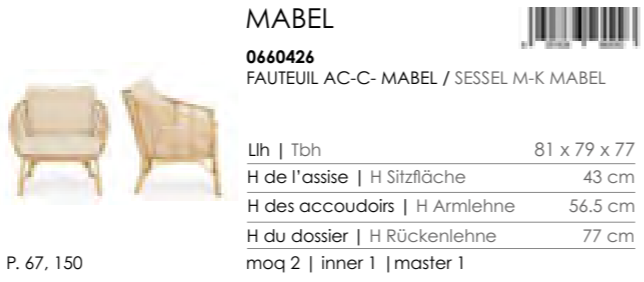 MABEL
0660426
FAUTEUIL AC-C- MABEL / SESSEL M-K MABEL
Llh | Tbh 81 x 79 x 77
H de l'assise | H Sitzfläche 43 cm
H des accoudoirs | H Armlehne 56.5 cm
H du dossier | H Rückenlehne 77 cm
P. 67, 150
moq 2 | inner 1 |master 1